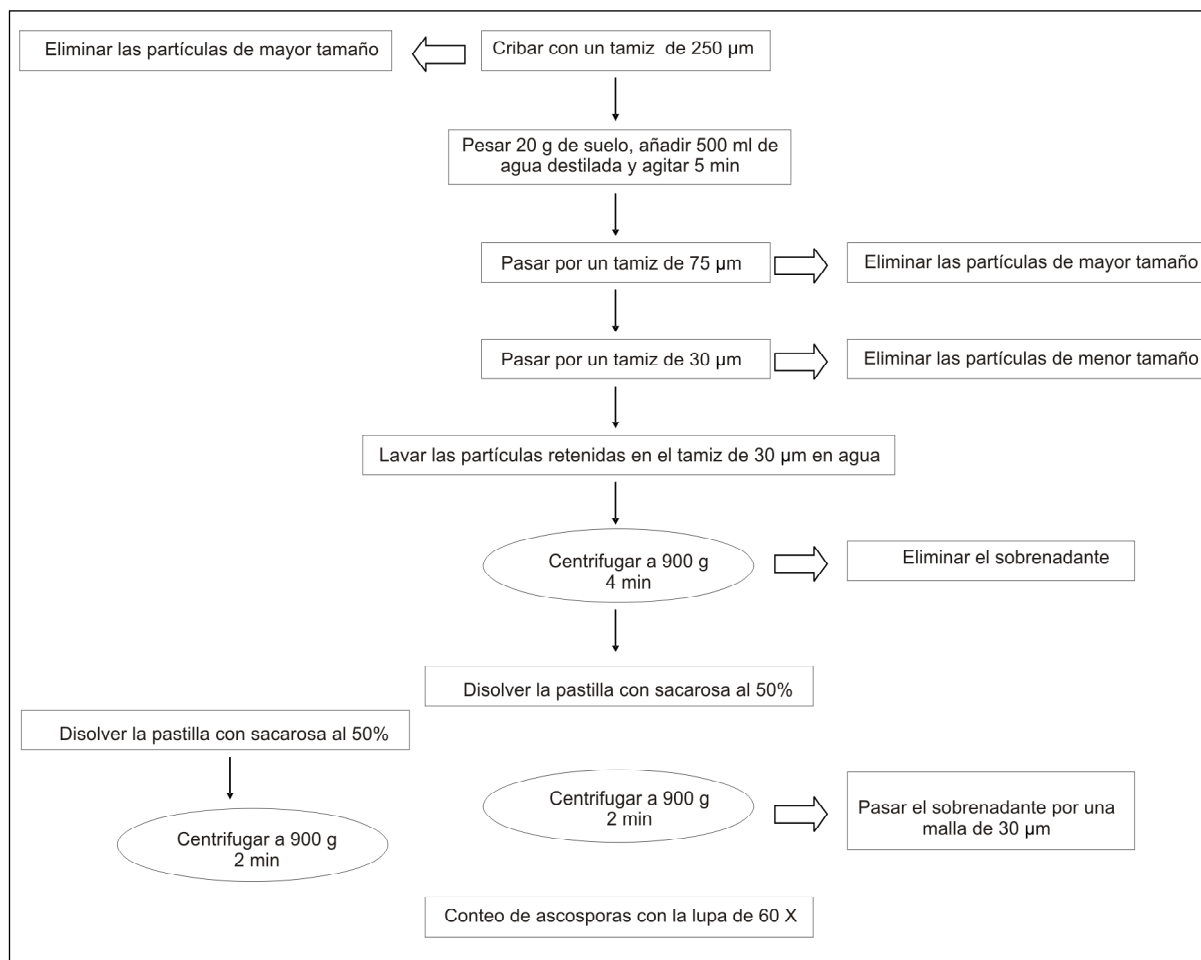 Eliminar las partículas de mayor tamaño
Cribar con un tamiz de 250 µm
Pesar 20 g de suelo, añadir 500 ml de
agua destilada y agitar 5 min
Pasar por un tamiz de 75 µm
Eliminar las partículas de mayor tamaño
Pasar por un tamiz de 30 µm
Eliminar las partículas de menor tamaño
Lavar las partículas retenidas en el tamiz de 30 µm en agua
Centrifugar a 900 g
4 min
Eliminar el sobrenadante
Disolver la pastilla con sacarosa al 50%
Disolver la pastilla con sacarosa al 50%
Centrifugar a 900 g
2 min
Centrifugar a 900 g
2 min
Pasar el sobrenadante por una
malla de 30 µm
Conteo de ascosporas con la lupa de 60 X